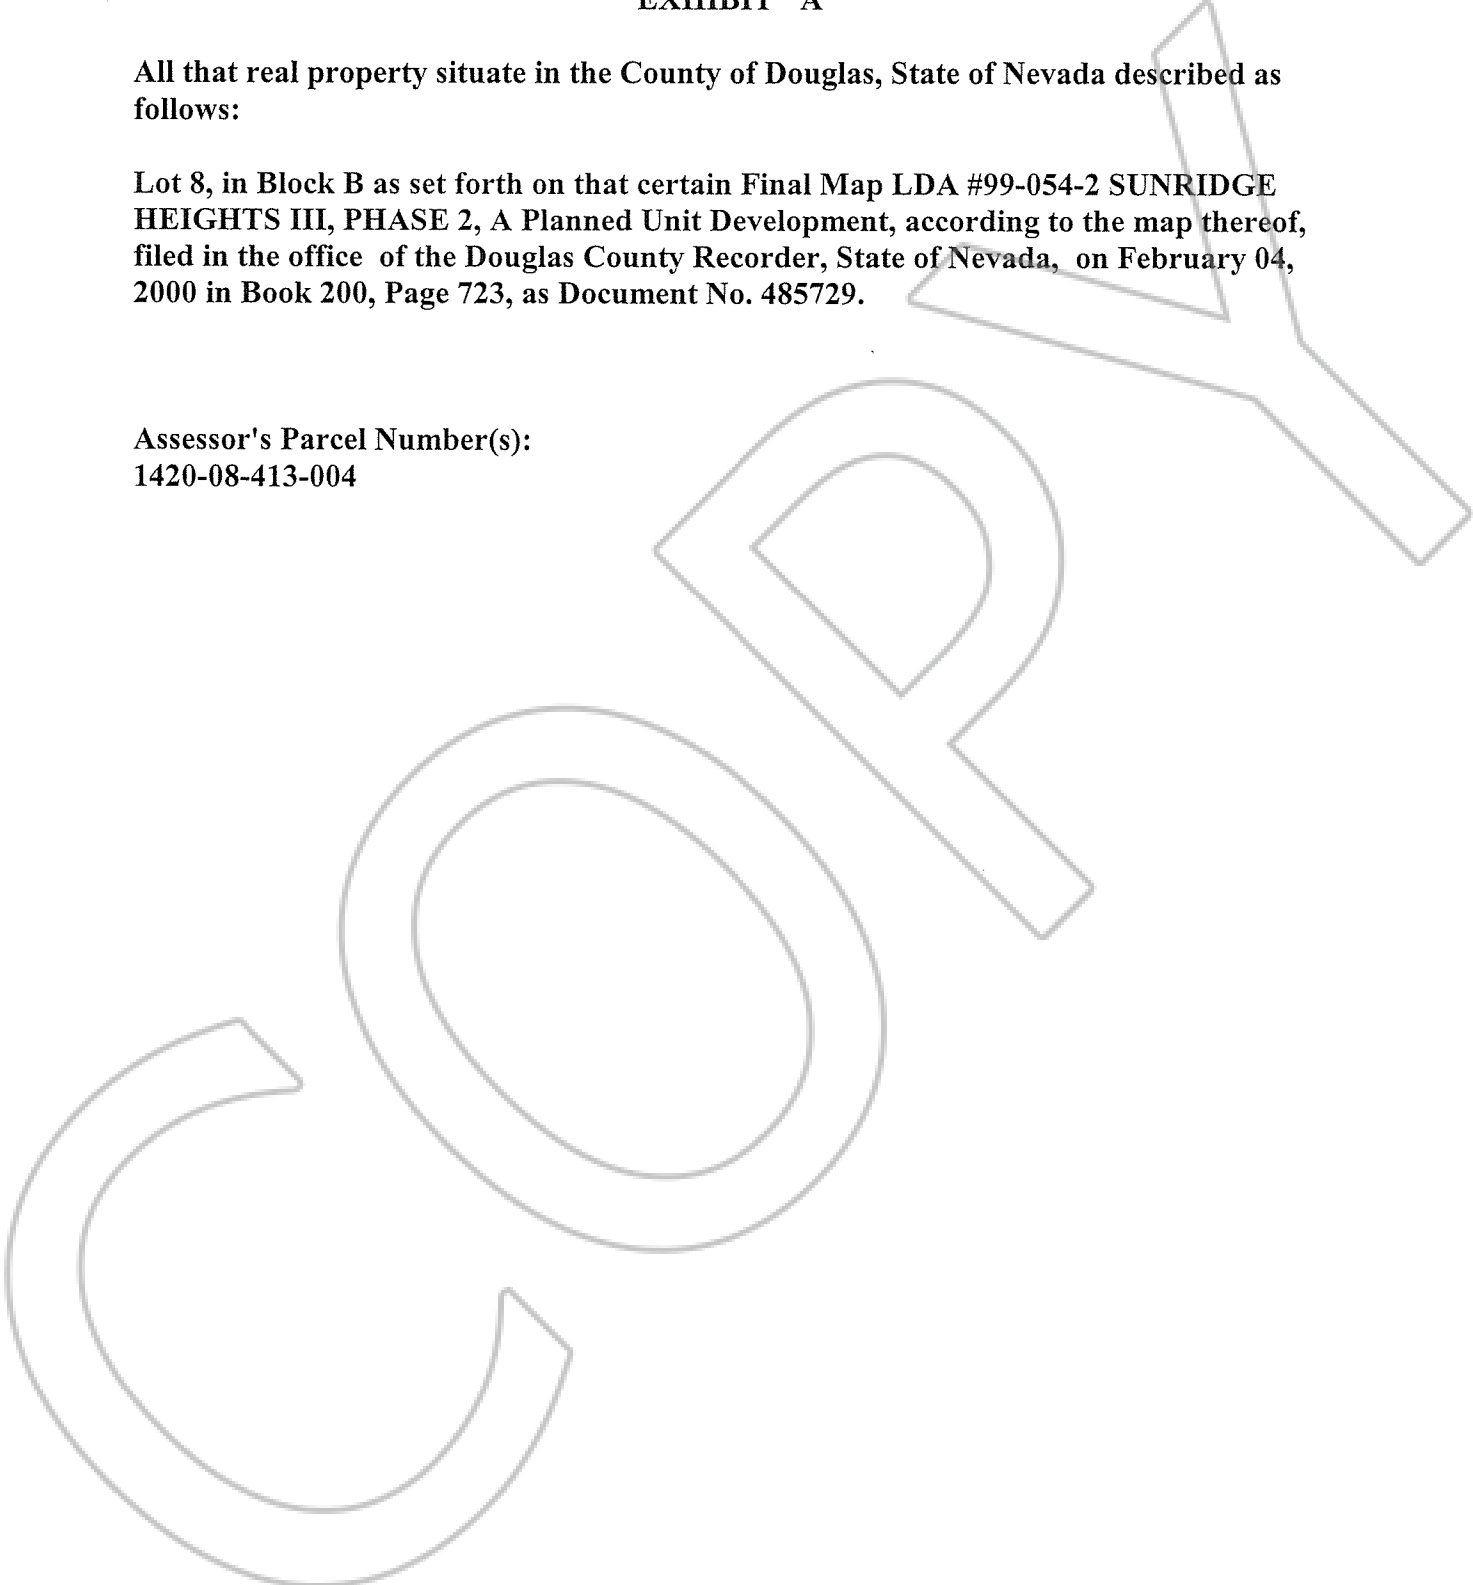 EXHIBIT "A"
All that real property situate in the County of Douglas, State of Nevada described as
follows:
Lot 8, in Block B as set forth on that certain Final Map LDA #99-054-2 SUNRIDGE
HEIGHTS III, PHASE 2, A Planned Unit Development, according to the map thereof,
filed in the office of the Douglas County Recorder, State of Nevada, on February 04,
2000 in Book 200, Page 723, as Document No. 485729.
Assessor's Parcel Number(s):
1420-08-413-004
COPY